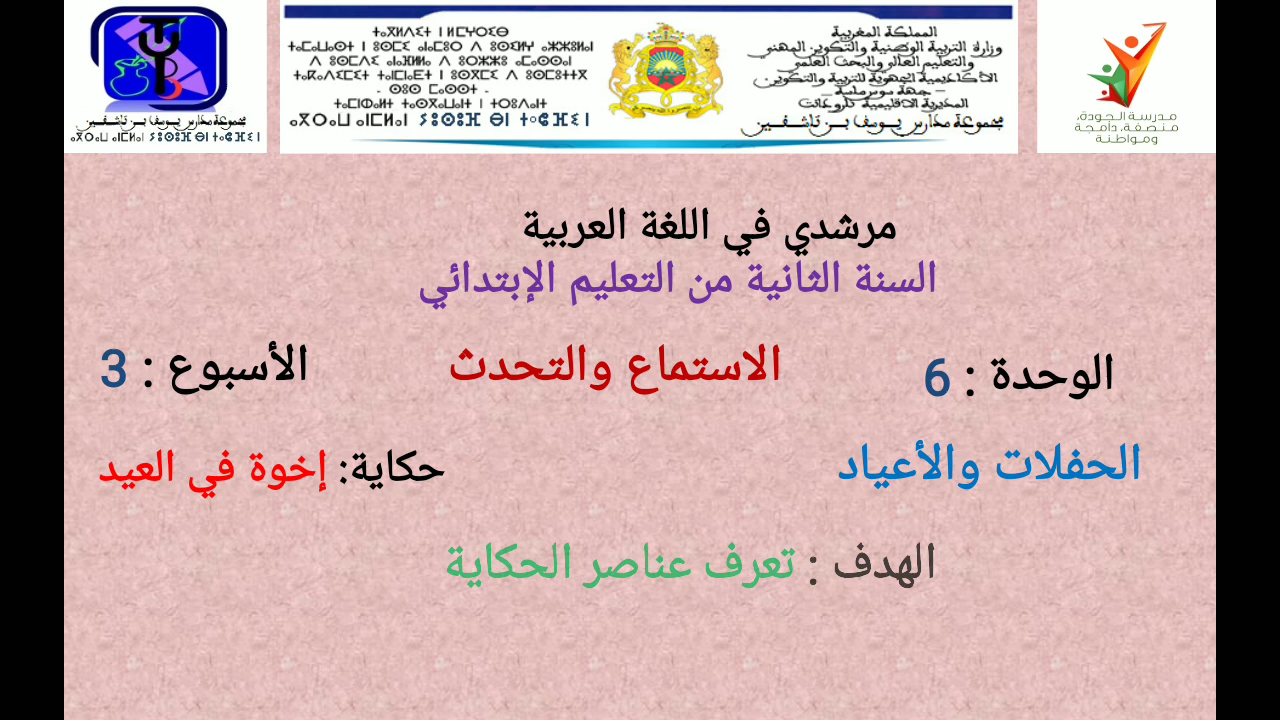 المملكة المغربية
وزارة التربية الوطنية والتكوين المهني
والتعليم العالي والبحث العلمي
الأكاديمية الجهوية للتربية والتكوين
– جهة سوس ماسة –
المديرية الاقليمية تارودانت
مجموعة مدارس يوسف بن تاشفين
مجموعة مدارس يوسف بن تاشفين
مدرسة الجودة،
منصفة، دامجة
ومواطنة
مرشدي في اللغة العربية
السنة الثانية من التعليم الإبتدائي
الوحدة : 6
الاستماع والتحدث
الأسبوع : 3
الحفلات والأعياد
حكاية: إخوة في العيد
الهدف : تعرف عناصر الحكاية